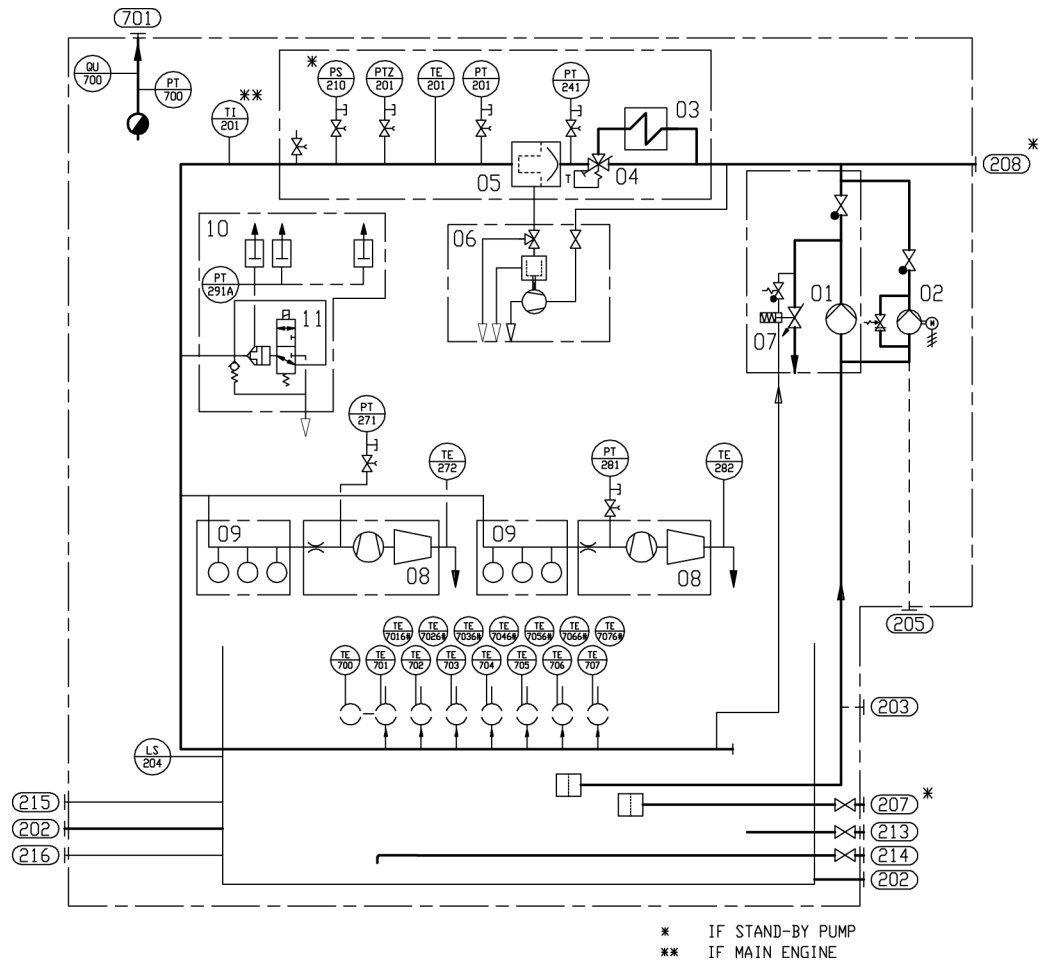 701
QU 700
PT 700
*
PS 210
PTZ 201
TE 201
PT 201
PT 241
**
TI 201
03
04
T
05
208 *
10
06
01
02
M
07
PT 291A
11
PT 271
TE 272
PT 281
TE 282
09
08
09
08
205
TE 7016#
TE 7026#
TE 7036#
TE 7046#
TE 7056#
TE 7066#
TE 7076#
TE 700
TE 701
TE 702
TE 703
TE 704
TE 705
TE 706
TE 707
203
LS 204
215
207 *
202
213
216
214
202
* IF STAND-BY PUMP
** IF MAIN ENGINE